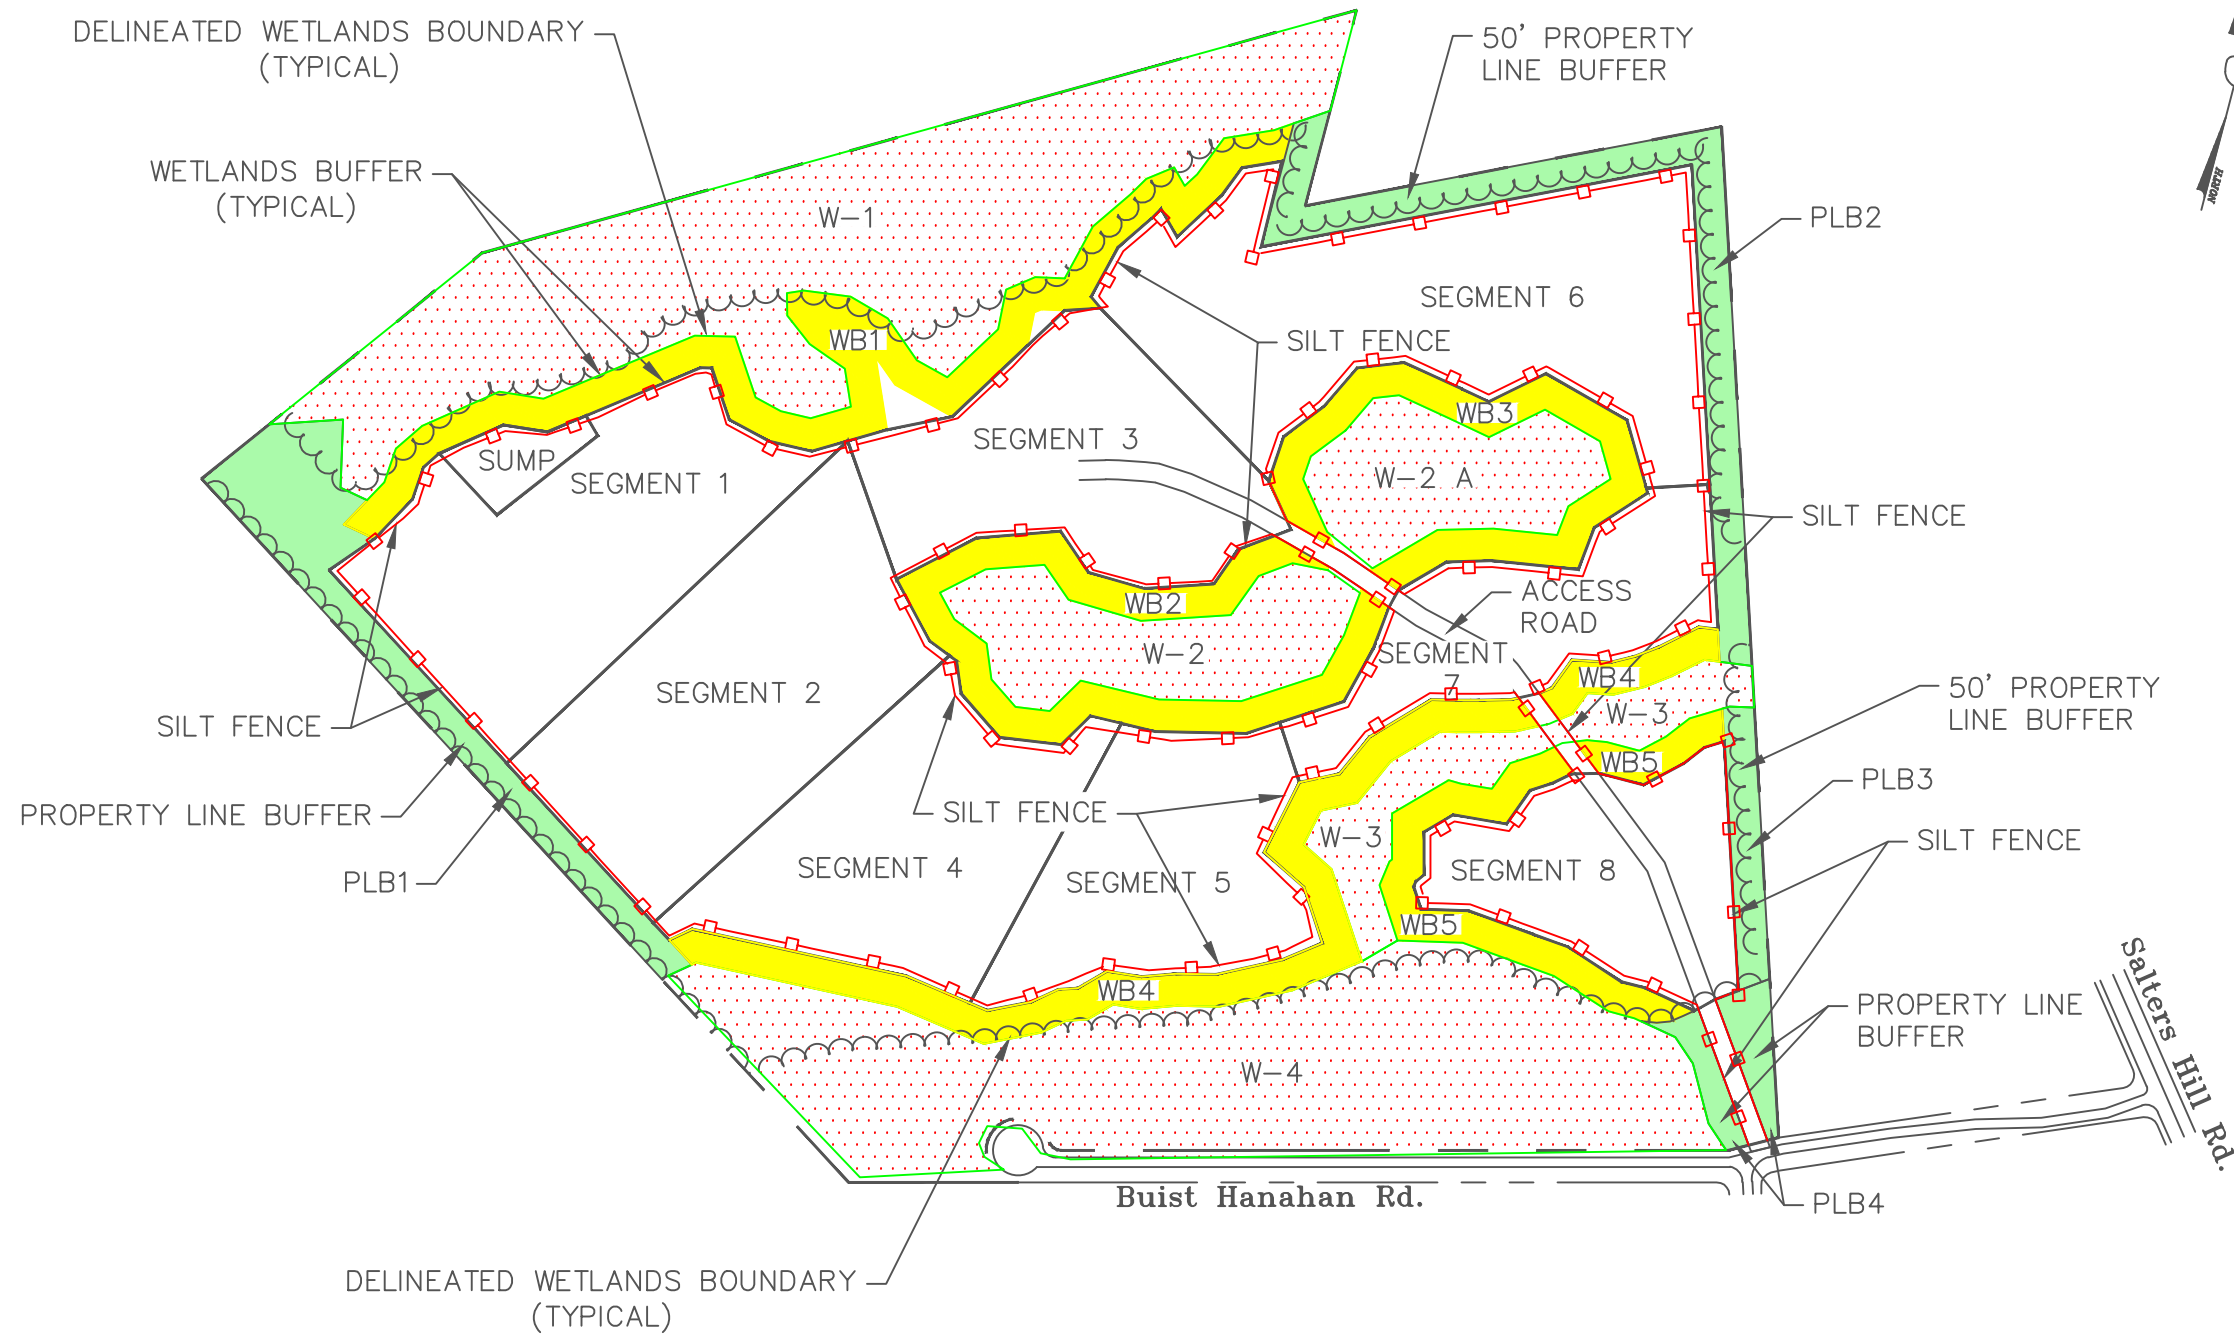 DELINEATED WETLANDS BOUNDARY
(TYPICAL)
50' PROPERTY
LINE BUFFER
WETLANDS BUFFER
(TYPICAL)
NORTH
W-1
PLB2
SEGMENT 6
WB1
SILT FENCE
WB3
SEGMENT 3
SUMP
SEGMENT 1
W-2 A
SILT FENCE
WB2
ACCESS
ROAD
W-2
SEGMENT
7
WB4
SEGMENT 2
W-3
50' PROPERTY
LINE BUFFER
SILT FENCE
WB5
PLB3
PROPERTY LINE BUFFER
SILT FENCE
W-3
SILT FENCE
SEGMENT 4
SEGMENT 5
SEGMENT 8
PLB1
WB5
WB4
PROPERTY LINE
BUFFER
Salters Hill Rd.
W-4
Buist Hanahan Rd.
PLB4
DELINEATED WETLANDS BOUNDARY
(TYPICAL)